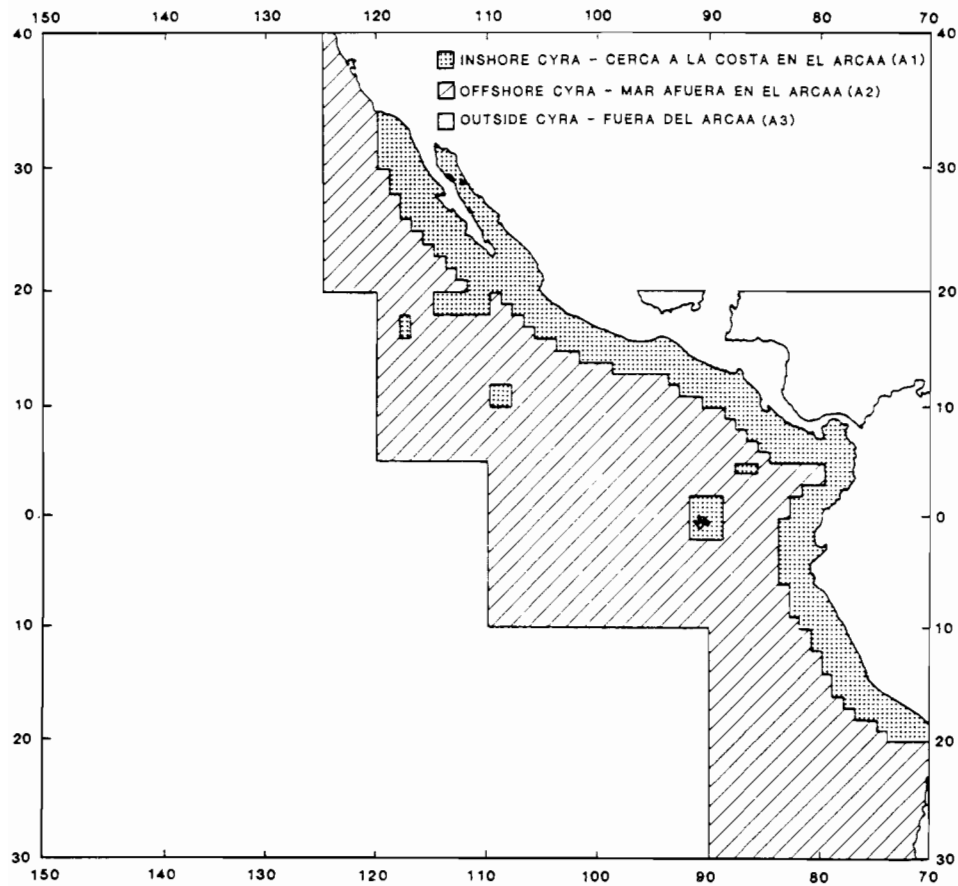 150 140 130 120 110 100 90 80 70
40 40
INSHORE CYRA - CERCA A LA COSTA EN EL ARCAA (A1)
OFFSHORE CYRA - MAR AFUERA EN EL ARCAA (A2)
OUTSIDE CYRA - FUERA DEL ARCAA (A3)
30 30
20 20
10 10
0 0
10 10
20 20
30 30
150 140 130 120 110 100 90 80 70